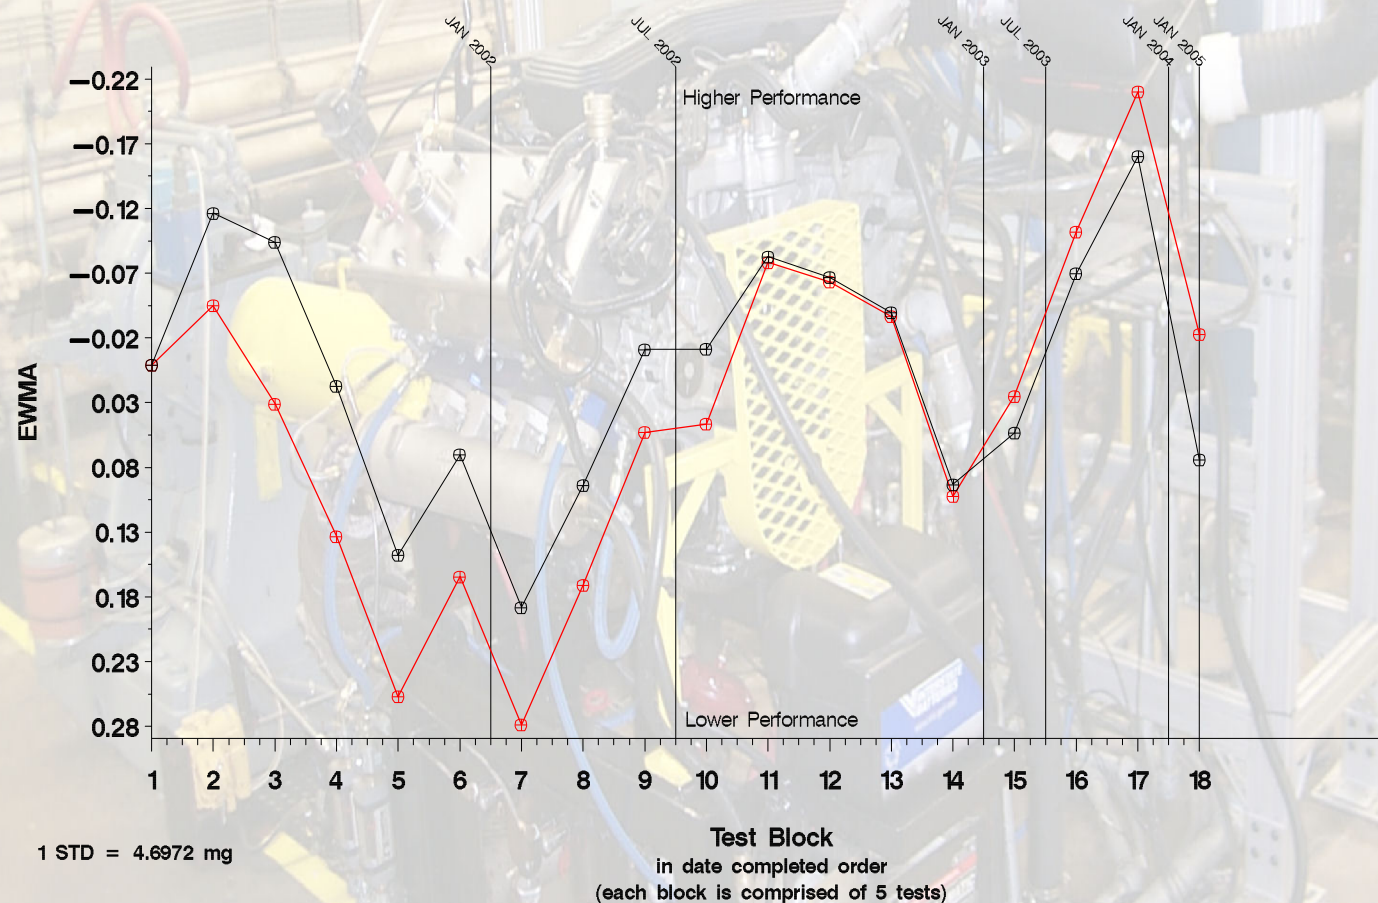 JAN 2002
JUL 2002
JAN 2003
JUL 2003
JAN 2004
JAN 2005
Higher Performance
−0.22
−0.17
−0.12
−0.07
−0.02
0.03
0.08
0.13
0.18
0.23
0.28
EWMA
Lower Performance
1 2 3 4 5 6 7 8 9 10 11 12 13 14 15 16 17 18
Test Block
in date completed order
(each block is comprised of 5 tests)
1 STD = 4.6972 mg